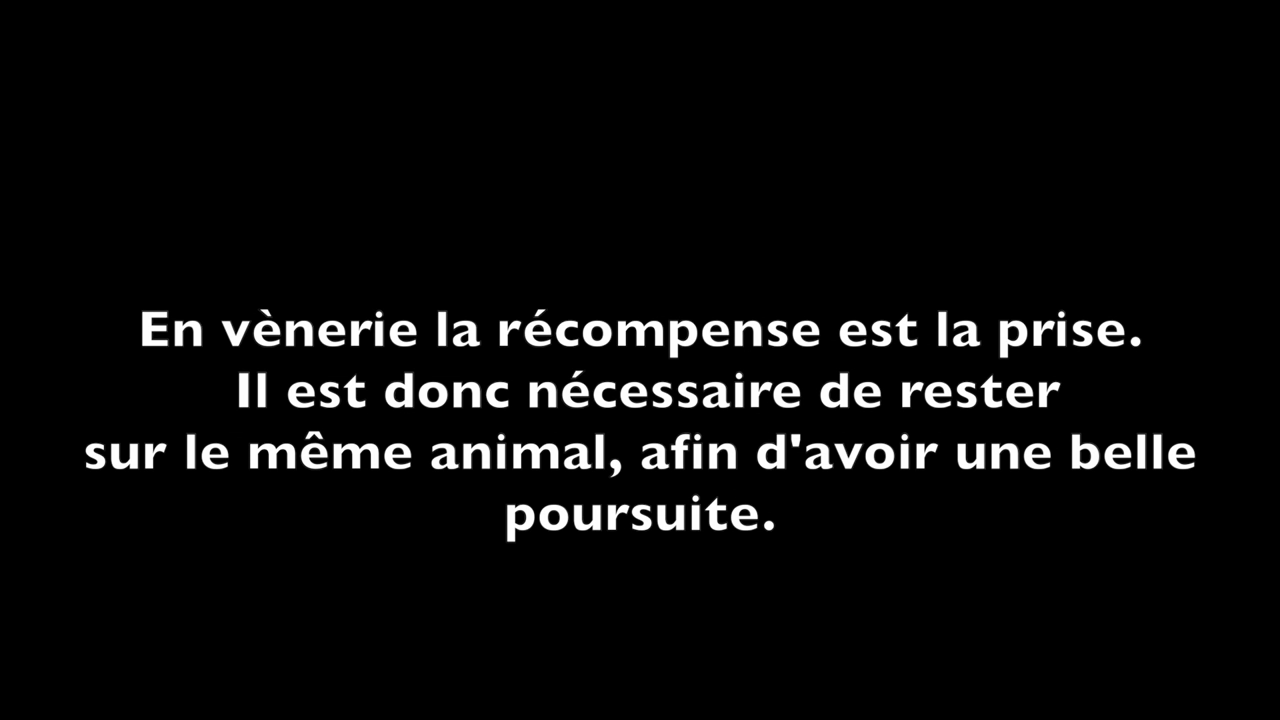 En vènerie la récompense est la prise.
Il est donc nécessaire de rester
sur le même animal, afin d'avoir une belle
poursuite.